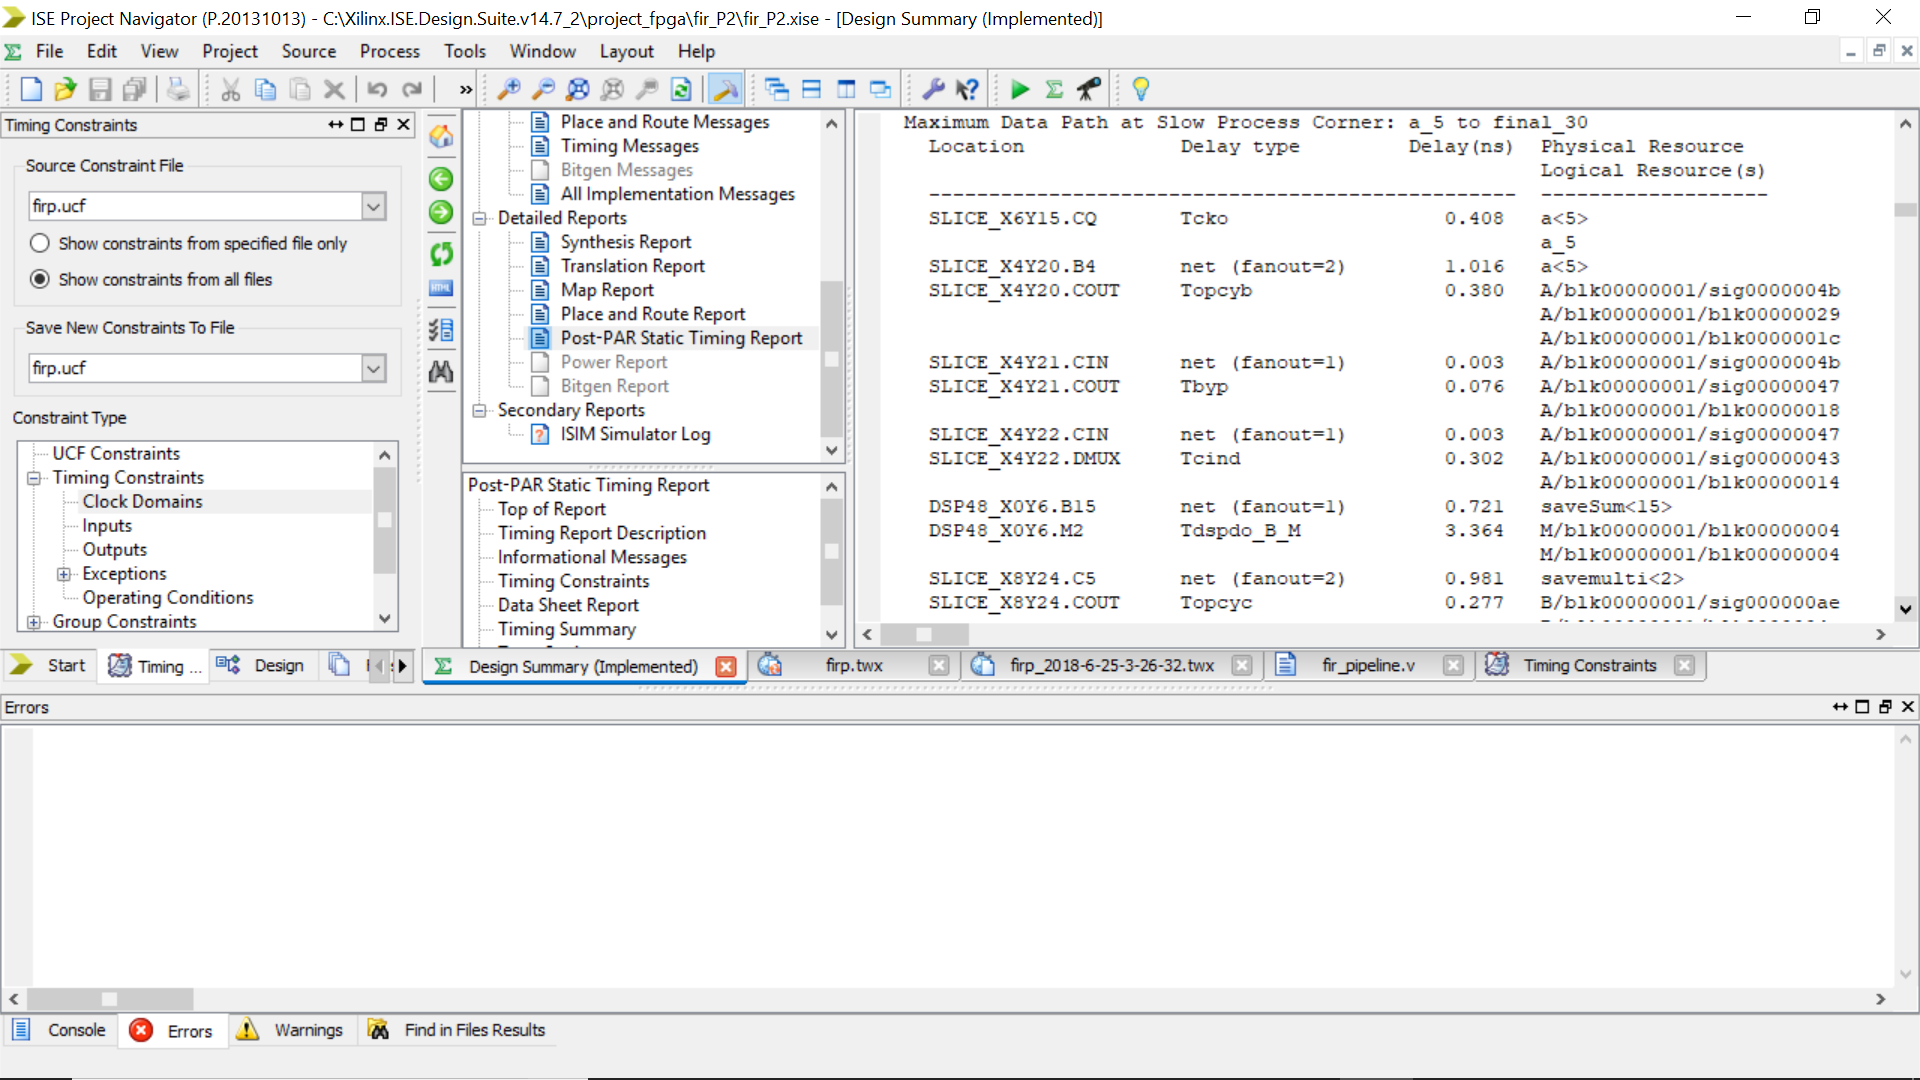 ISE Project Navigator (P.20131013) - C:\Xilinx.ISE.Design.Suite.v14.7_2\project_fpga\fir_P2\fir_P2.xise - [Design Summary (Implemented)]
File Edit View Project Source Process Tools Window Layout Help
»
Timing Constraints
Source Constraint File
firp.ucf
Show constraints from specified file only
Show constraints from all files
Save New Constraints To File
firp.ucf
Constraint Type
UCF Constraints
Timing Constraints
Clock Domains
Inputs
Outputs
Exceptions
Operating Conditions
Group Constraints
Start Timing ... Design
HTML
Place and Route Messages
Timing Messages
Bitgen Messages
All Implementation Messages
Detailed Reports
Synthesis Report
Translation Report
Map Report
Place and Route Report
Post-PAR Static Timing Report
Power Report
Bitgen Report
Secondary Reports
ISIM Simulator Log
Post-PAR Static Timing Report
Top of Report
Timing Report Description
Informational Messages
Timing Constraints
Data Sheet Report
Timing Summary
Maximum Data Path at Slow Process Corner: a_5 to final_30
Location Delay type Delay(ns) Physical Resource
Logical Resource(s)
------------------------------------------------- -------------------
SLICE_X6Y15.CQ Tcko 0.408 a<5>
a_5
SLICE_X4Y20.B4 net (fanout=2) 1.016 a<5>
SLICE_X4Y20.COUT Topcyb 0.380 A/blk00000001/sig0000004b
A/blk00000001/blk00000029
A/blk00000001/blk0000001c
SLICE_X4Y21.CIN net (fanout=1) 0.003 A/blk00000001/sig0000004b
SLICE_X4Y21.COUT Tbyp 0.076 A/blk00000001/sig00000047
A/blk00000001/blk00000018
SLICE_X4Y22.CIN net (fanout=1) 0.003 A/blk00000001/sig00000047
SLICE_X4Y22.DMUX Tcind 0.302 A/blk00000001/sig00000043
A/blk00000001/blk00000014
DSP48_X0Y6.B15 net (fanout=1) 0.721 saveSum<15>
DSP48_X0Y6.M2 Tdspdo_B_M 3.364 M/blk00000001/blk00000004
M/blk00000001/blk00000004
SLICE_X8Y24.C5 net (fanout=2) 0.981 savemulti<2>
SLICE_X8Y24.COUT Topcyc 0.277 B/blk00000001/sig000000ae
Design Summary (Implemented) firp.twx firp_2018-6-25-3-26-32.twx fir_pipeline.v Timing Constraints
Errors
Console Errors Warnings Find in Files Results